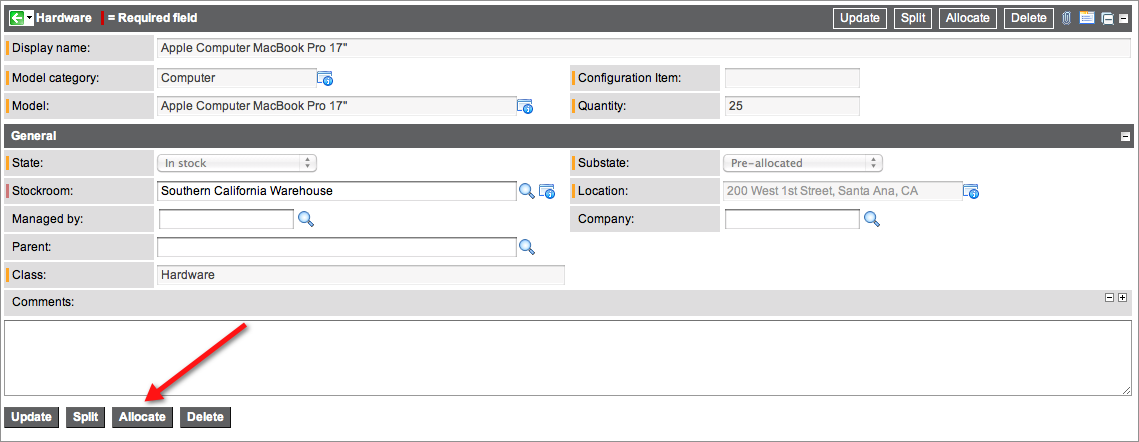 Hardware = Required field Update Split Allocate Delete
Display name: Apple Computer MacBook Pro 17"
Model category: Computer Configuration Item:
Model: Apple Computer MacBook Pro 17" Quantity: 25
General
State: In stock Substate: Pre-allocated
Stockroom: Southern California Warehouse Location: 200 West 1st Street, Santa Ana, CA
Managed by: Company:
Parent:
Class: Hardware
Comments:
Update Split Allocate Delete